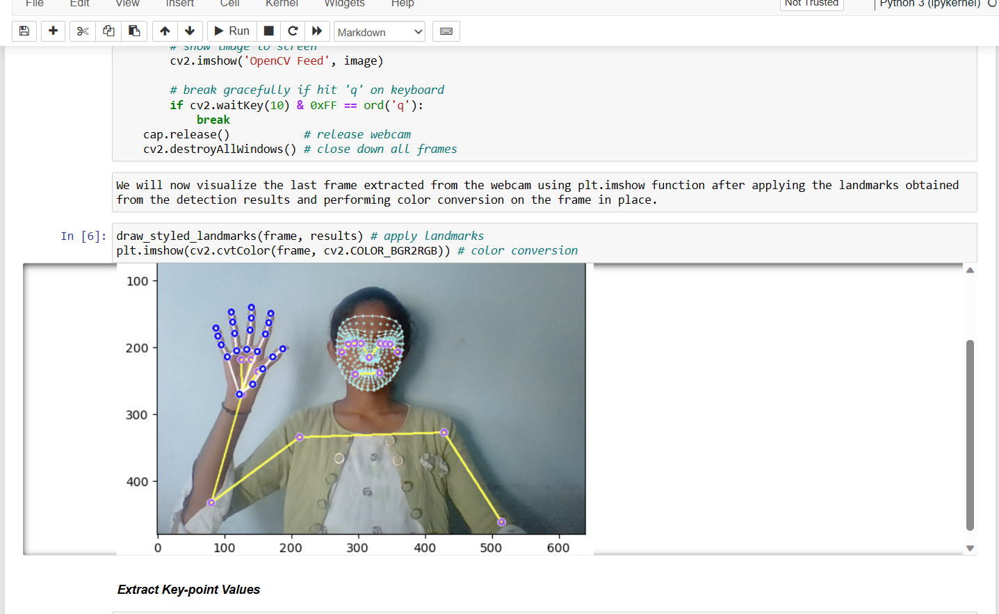 File Edit View Insert Cell Kernel Widgets Help Not Trusted Python 3 (ipykernel)
Run Markdown
# show image to screen
cv2.imshow('OpenCV Feed', image)
# break gracefully if hit 'q' on keyboard
if cv2.waitKey(10) & 0xFF == ord('q'):
break
cap.release() # release webcam
cv2.destroyAllWindows() # close down all frames
We will now visualize the last frame extracted from the webcam using plt.imshow function after applying the landmarks obtained
from the detection results and performing color conversion on the frame in place.
In [6]: draw_styled_landmarks(frame, results) # apply landmarks
plt.imshow(cv2.cvtColor(frame, cv2.COLOR_BGR2RGB)) # color conversion
100
200
300
400
0 100 200 300 400 500 600
Extract Key-point Values